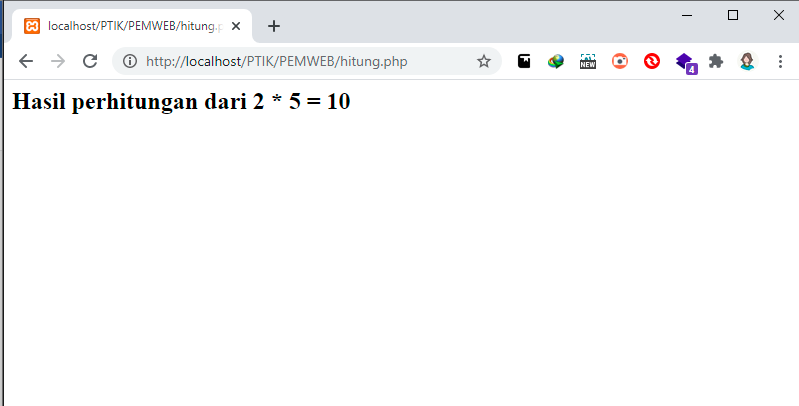 localhost/PTIK/PEMWEB/hitung.p
http://localhost/PTIK/PEMWEB/hitung.php
NEW
4
Hasil perhitungan dari 2 * 5 = 10